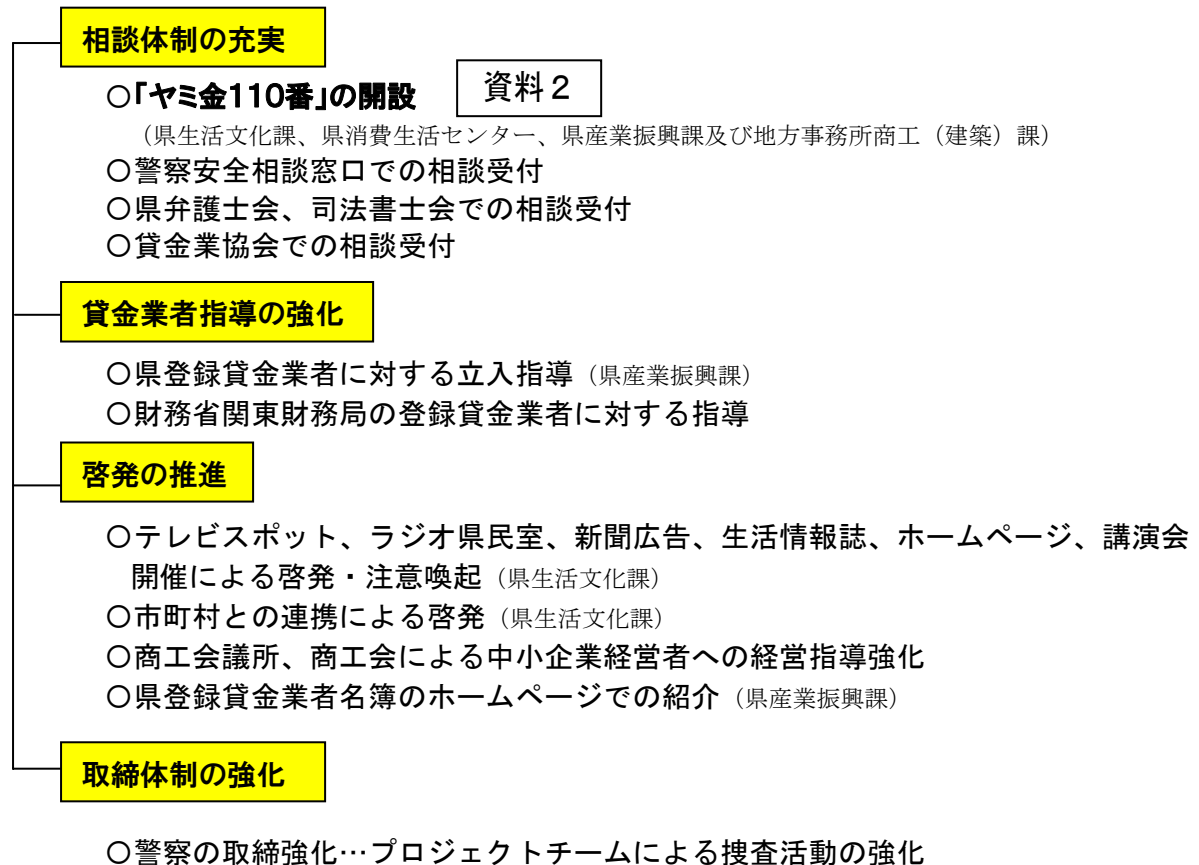 相談体制の充実
○「ヤミ金110番」の開設 資料2
（県生活文化課、県消費生活センター、県産業振興課及び地方事務所商工（建築）課）
○警察安全相談窓口での相談受付
○県弁護士会、司法書士会での相談受付
○貸金業協会での相談受付
貸金業者指導の強化
○県登録貸金業者に対する立入指導（県産業振興課）
○財務省関東財務局の登録貸金業者に対する指導
啓発の推進
○テレビスポット、ラジオ県民室、新聞広告、生活情報誌、ホームページ、講演会
開催による啓発・注意喚起（県生活文化課）
○市町村との連携による啓発（県生活文化課）
○商工会議所、商工会による中小企業経営者への経営指導強化
○県登録貸金業者名簿のホームページでの紹介（県産業振興課）
取締体制の強化
○警察の取締強化…プロジェクトチームによる捜査活動の強化